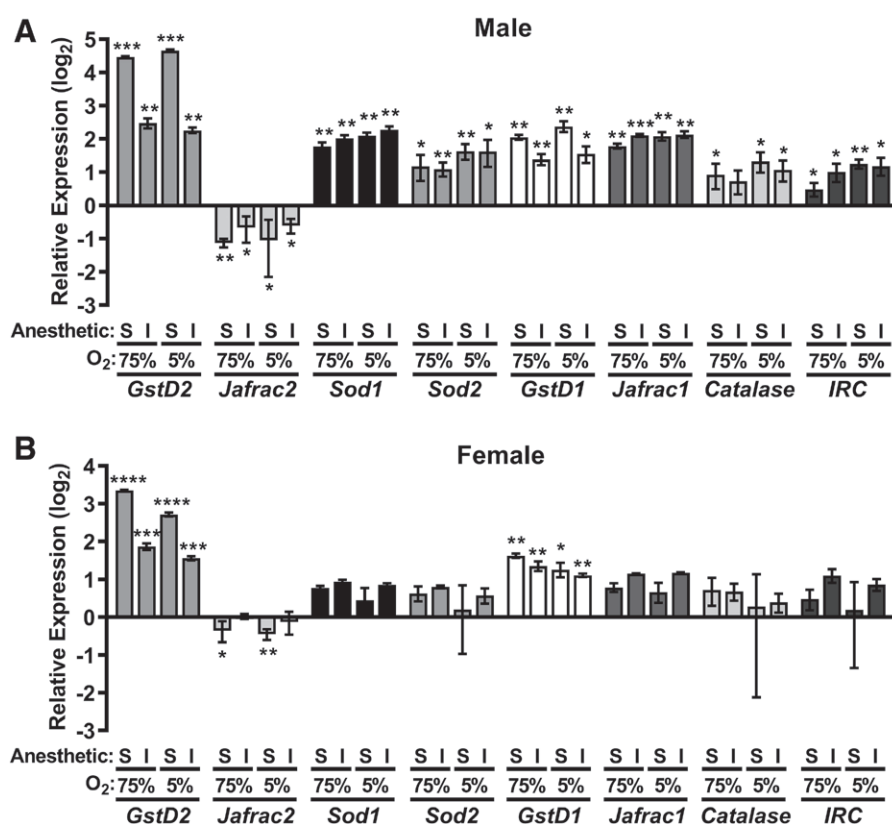 A
Male
Relative Expression (log₂)
5
4
3
2
1
0
-1
-2
-3
*** ** *** **
** * * *
** ** ** **
* ** ** *
** ** ** *
** *** ** **
* * *
* * ** *
Anesthetic: S I S I S I S I S I S I S I S I S I S I S I S I S I S I S I S I
O₂: 75% 5% 75% 5% 75% 5% 75% 5% 75% 5% 75% 5% 75% 5% 75% 5%
GstD2 Jafrac2 Sod1 Sod2 GstD1 Jafrac1 Catalase IRC
B
Female
Relative Expression (log₂)
4
3
2
1
0
-1
-2
-3
**** *** **** ***
* **
** ** * **
Anesthetic: S I S I S I S I S I S I S I S I S I S I S I S I S I S I S I S I
O₂: 75% 5% 75% 5% 75% 5% 75% 5% 75% 5% 75% 5% 75% 5% 75% 5%
GstD2 Jafrac2 Sod1 Sod2 GstD1 Jafrac1 Catalase IRC